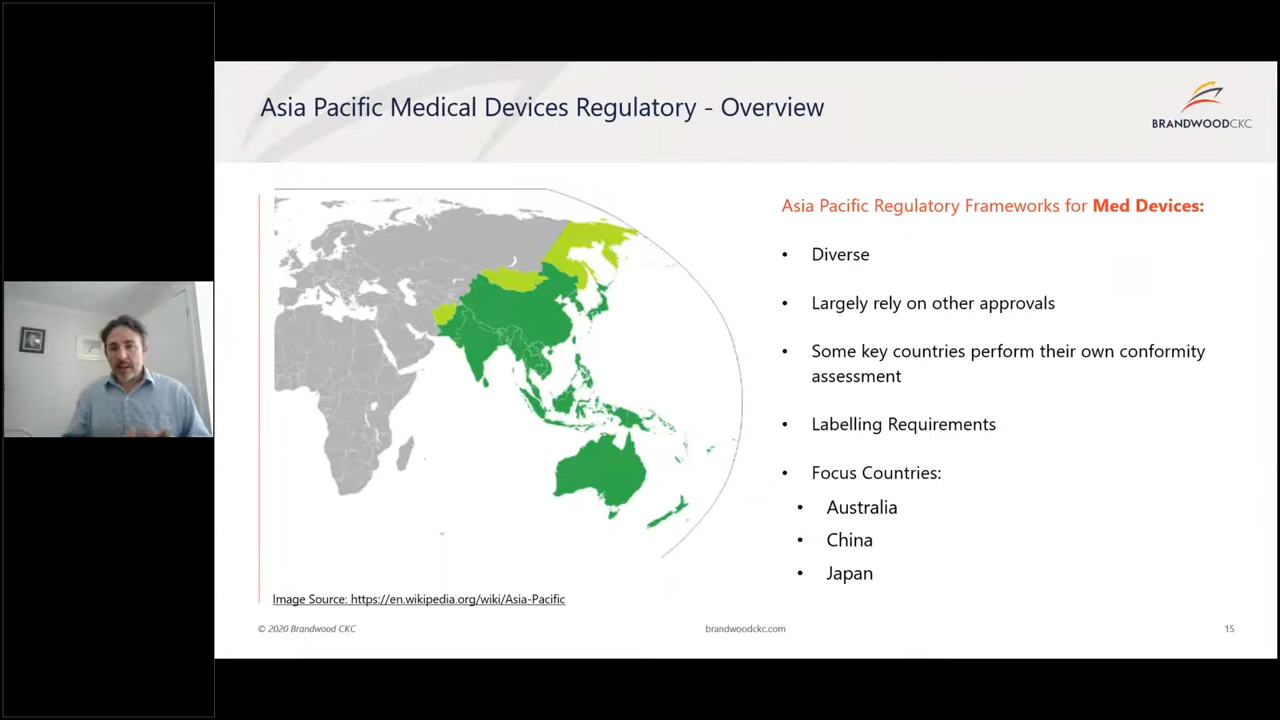 Asia Pacific Medical Devices Regulatory - Overview
BRANDWOODCKC
Asia Pacific Regulatory Frameworks for Med Devices:
• Diverse
• Largely rely on other approvals
• Some key countries perform their own conformity
assessment
• Labelling Requirements
• Focus Countries:
• Australia
• China
• Japan
Image Source: https://en.wikipedia.org/wiki/Asia-Pacific
© 2020 Brandwood CKC
brandwoodckc.com
15